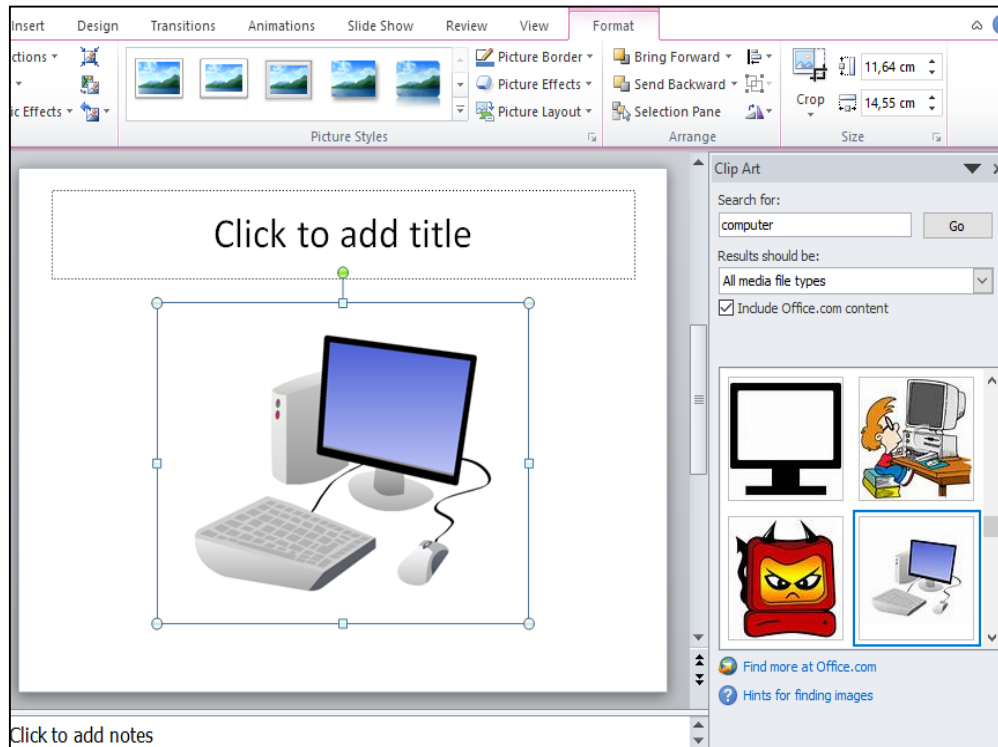 Insert Design Transitions Animations Slide Show Review View Format
ctions Picture Border Bring Forward 11,64 cm
Picture Effects Send Backward
ic Effects Picture Layout Selection Pane Crop 14,55 cm
Picture Styles Arrange Size
Clip Art
Search for:
computer Go
Results should be:
All media file types
Include Office.com content
Click to add title
Find more at Office.com
Hints for finding images
Click to add notes